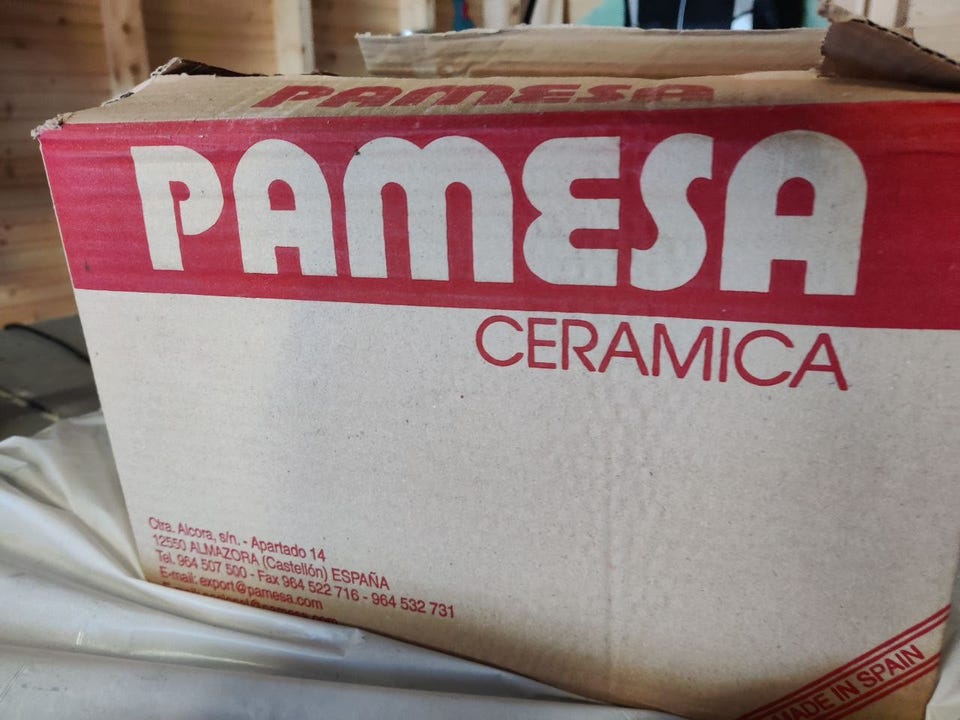 PAMESA
PAMESA
CERAMICA
Ctra. Alcora, s/n. - Apartado 14
12550 ALMAZORA (Castellón) ESPAÑA
Tel. 964 507 500 - Fax 964 522 716 - 964 532 731
E-mail: export@pamesa.com
MADE IN SPAIN